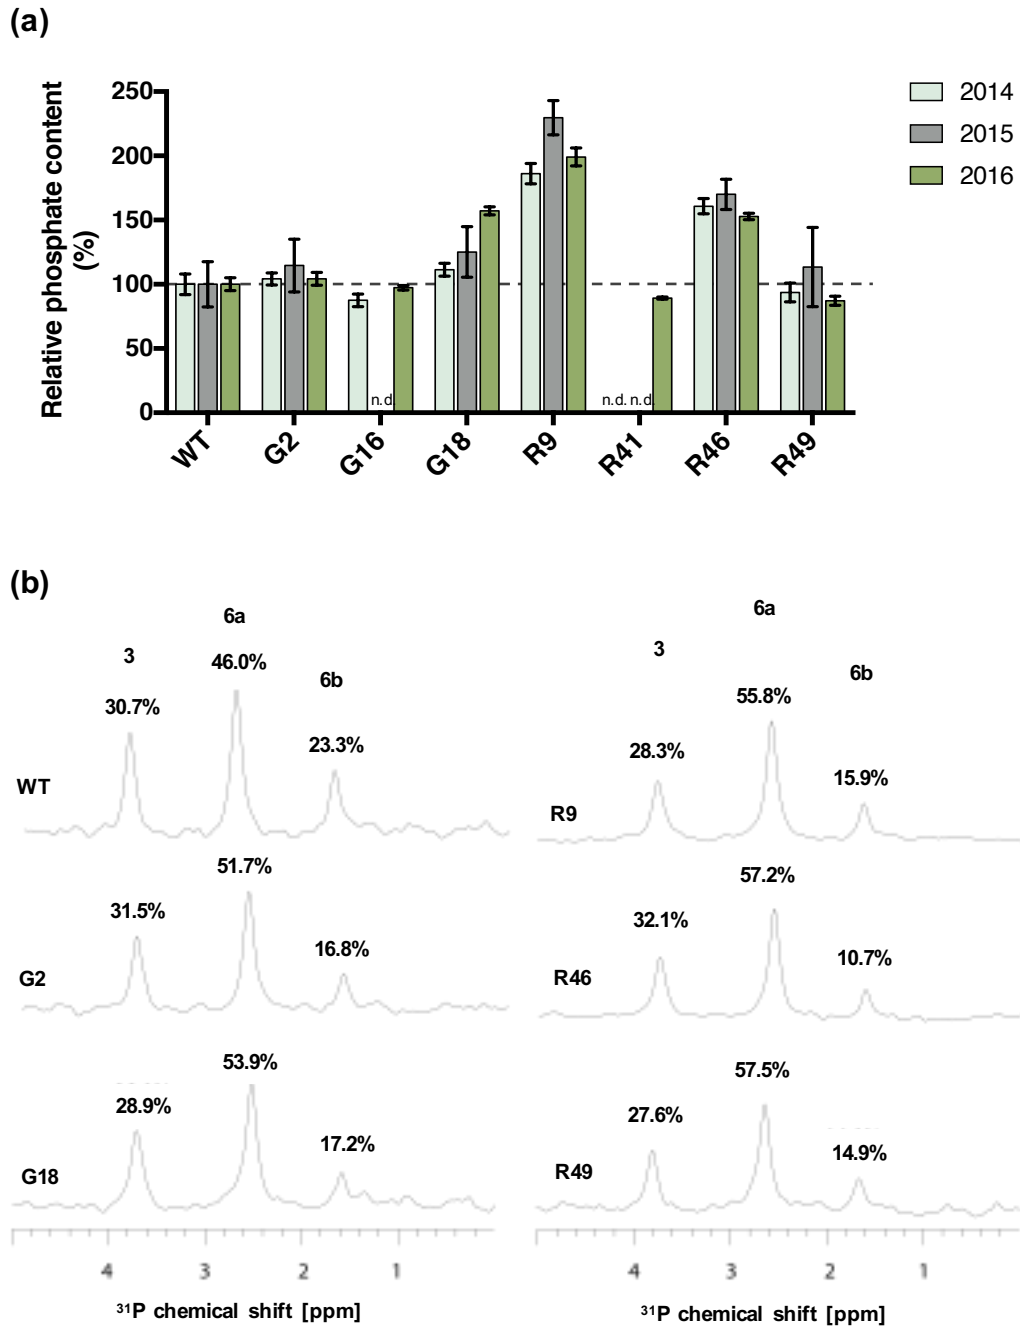 (a)
Relative phosphate content
(%)
250
200
150
100
50
0
n.d.
n.d. n.d.
WT
G2
G16
G18
R9
R41
R46
R49
2014
2015
2016
(b)
3
6a
6b
30.7%
46.0%
23.3%
WT
31.5%
51.7%
16.8%
G2
28.9%
53.9%
17.2%
G18
4 3 2 1
³¹P chemical shift [ppm]
3
6a
6b
28.3%
55.8%
15.9%
R9
32.1%
57.2%
10.7%
R46
27.6%
57.5%
14.9%
R49
4 3 2 1
³¹P chemical shift [ppm]